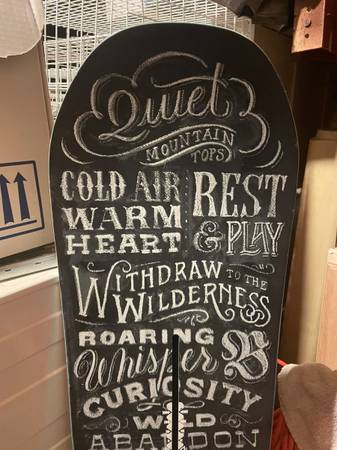 Quiet
MOUNTAIN
TOPS
COLD AIR
WARM
HEART
REST
& PLAY
WITHDRAW TO THE
WILDERNESS
ROARING
Whisper
CURIOSITY
WILD
ABANDON